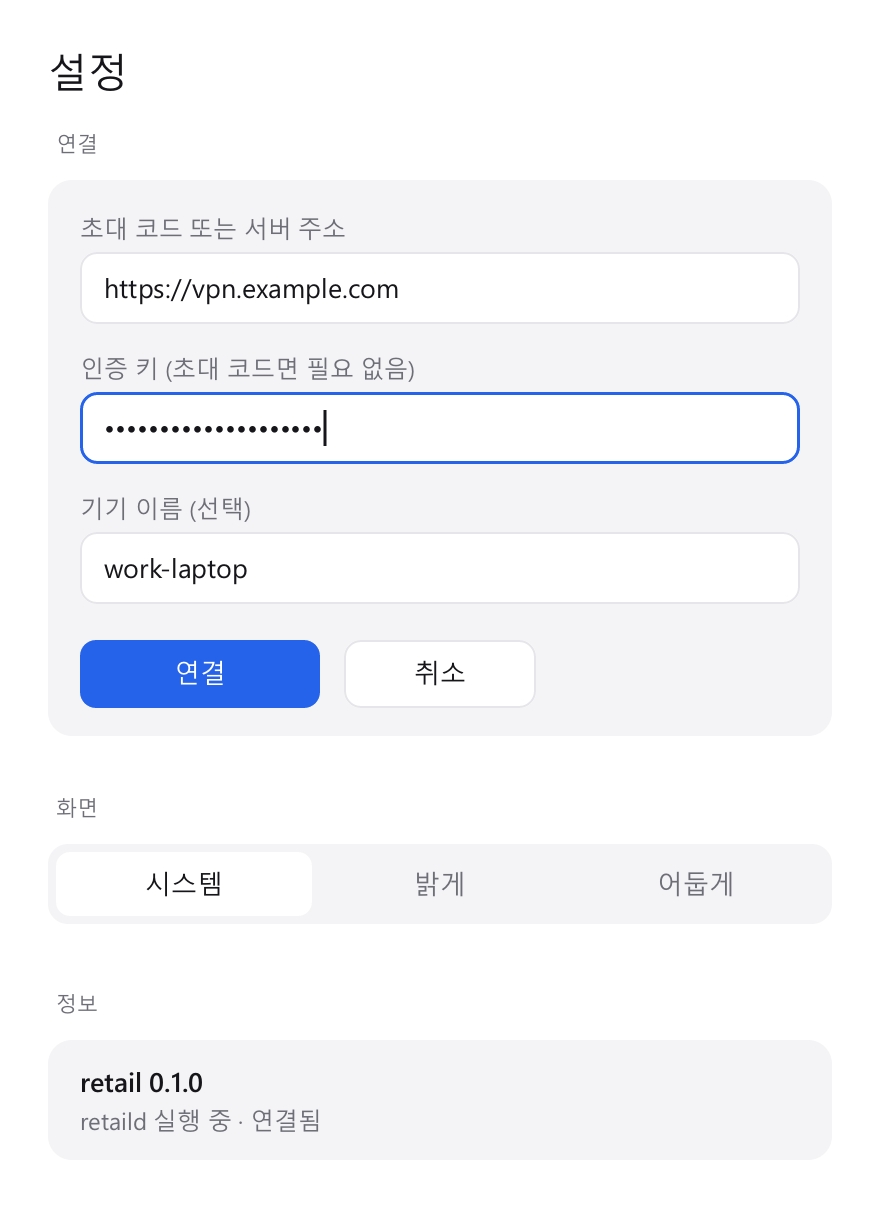 설정
연결
초대 코드 또는 서버 주소
https://vpn.example.com
인증 키 (초대 코드면 필요 없음)
••••••••••••••••••••
기기 이름 (선택)
work-laptop
연결 취소
화면
시스템 밝게 어둡게
정보
retail 0.1.0
retaild 실행 중 · 연결됨